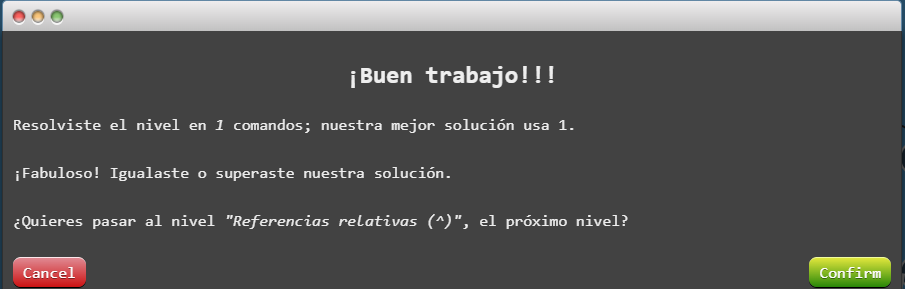 ¡Buen trabajo!!!
Resolviste el nivel en 1 comandos; nuestra mejor solución usa 1.
¡Fabuloso! Igualaste o superaste nuestra solución.
¿Quieres pasar al nivel "Referencias relativas (^)", el próximo nivel?
Cancel
Confirm